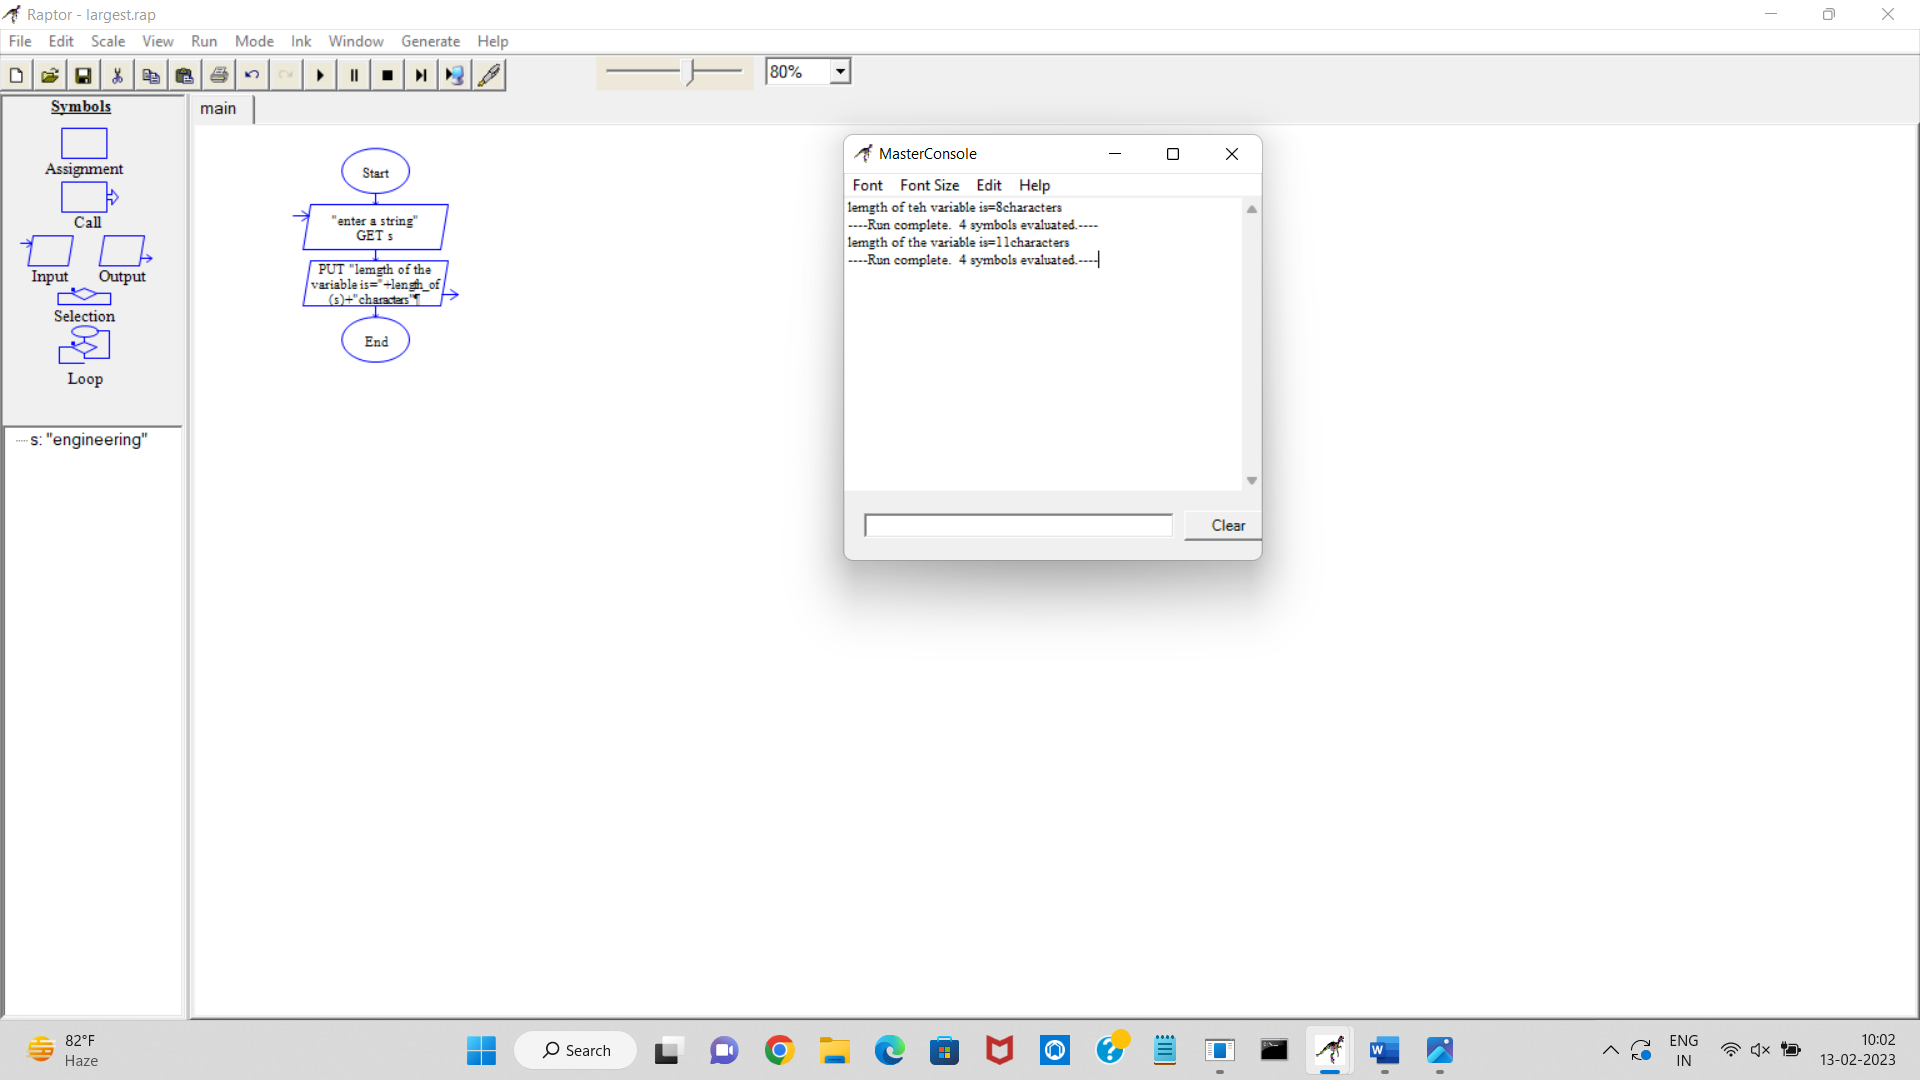 Raptor - largest.rap
File Edit Scale View Run Mode Ink Window Generate Help
80%
Symbols
Assignment
Call
Input Output
Selection
Loop
s: "engineering"
main
Start
"enter a string"
GET s
PUT "lemgth of the
variable is="+length_of
(s)+"characters"¶
End
MasterConsole
Font Font Size Edit Help
lemgth of teh variable is=8characters
----Run complete. 4 symbols evaluated.----
lemgth of the variable is=11characters
----Run complete. 4 symbols evaluated.----
Clear
82°F
Haze
Search
ENG
IN
10:02
13-02-2023